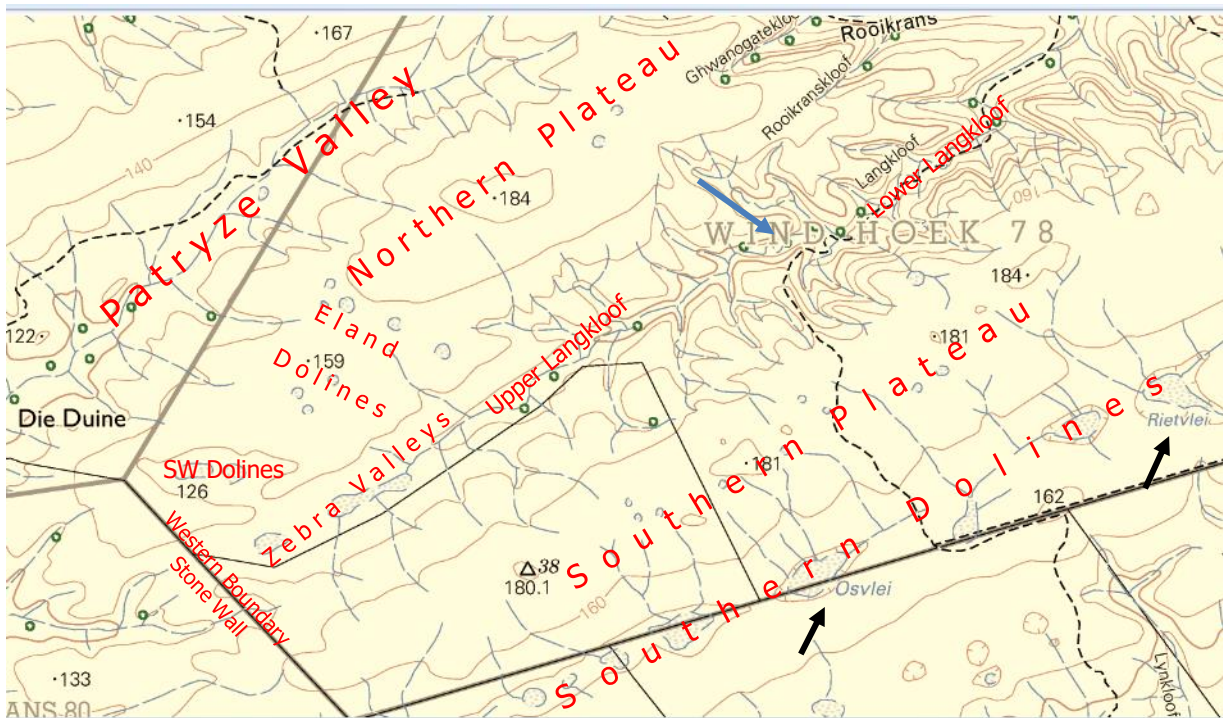 167
Ghwanogatekloof
Rooikrans
154
Patryze Valley
Northern Plateau
Rooikranskloof
140
184
Langkloof
Lower Langkloof
160
WINDHOEK 78
184
122
Eland
Dolines
159
Upper Langkloof
181
Southern Plateau
Die Duine
Rietvlei
SW Dolines
126
Zebra Valleys
181
162
Western Boundary
Stone Wall
38
180.1
160
Osvlei
Southern Dolines
133
ANS 80
Lynkloof